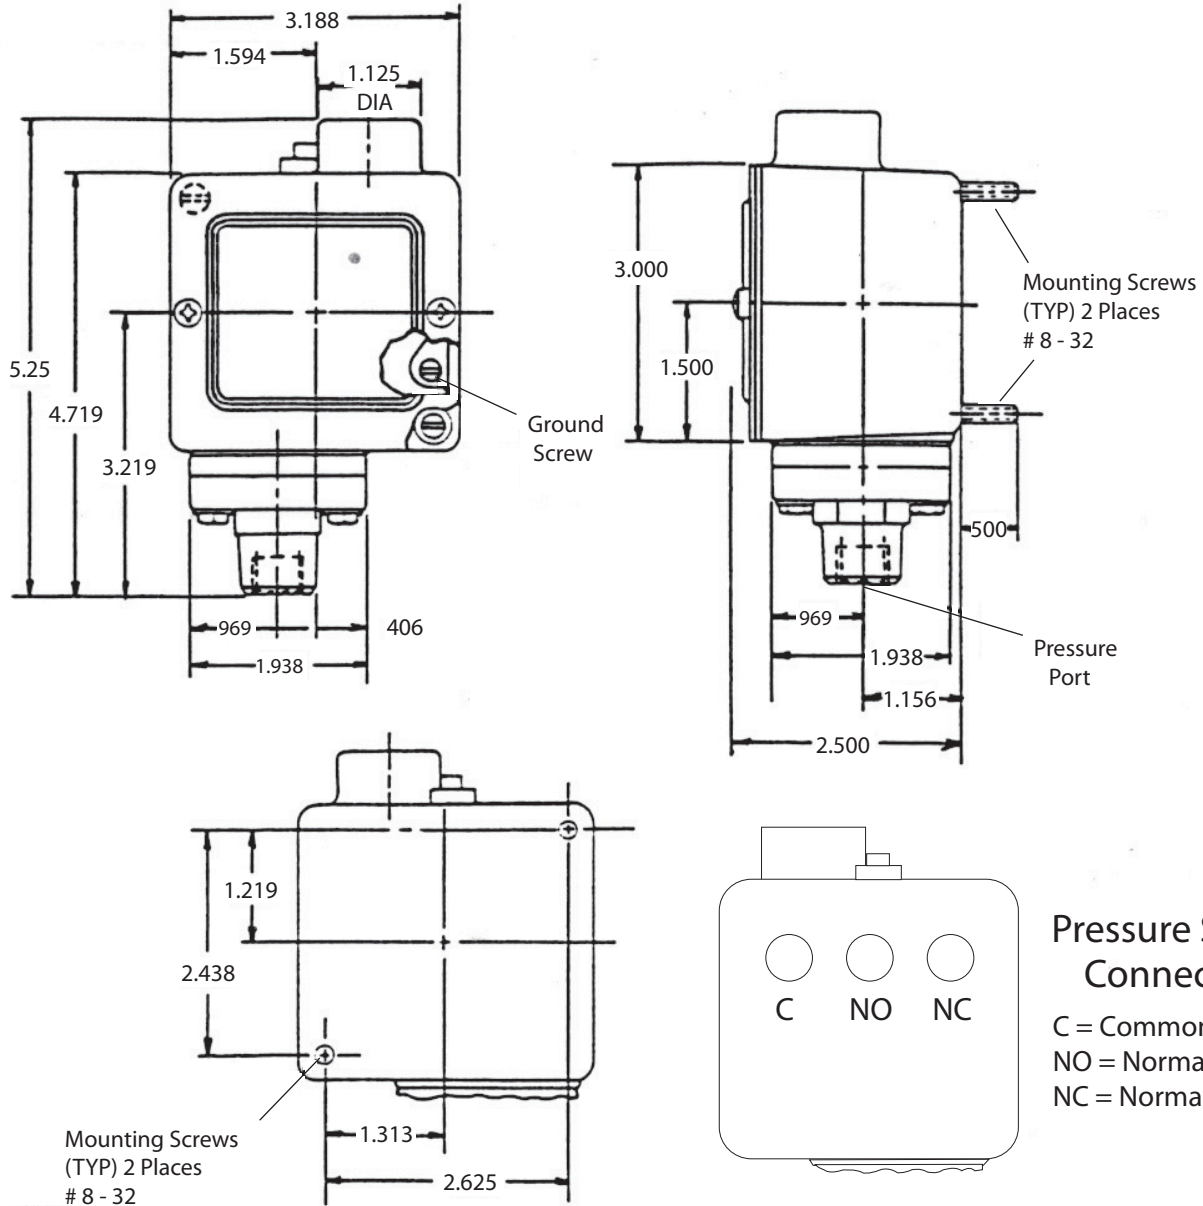 3.188
1.594
1.125
DIA
5.25
4.719
3.219
Ground
Screw
969
406
1.938
3.000
1.500
Mounting Screws
(TYP) 2 Places
# 8 - 32
500
969
1.938
1.156
2.500
Pressure
Port
1.219
2.438
Mounting Screws
(TYP) 2 Places
# 8 - 32
1.313
2.625
C NO NC
Pressure
Connec
C = Common
NO = Norma
NC = Norma